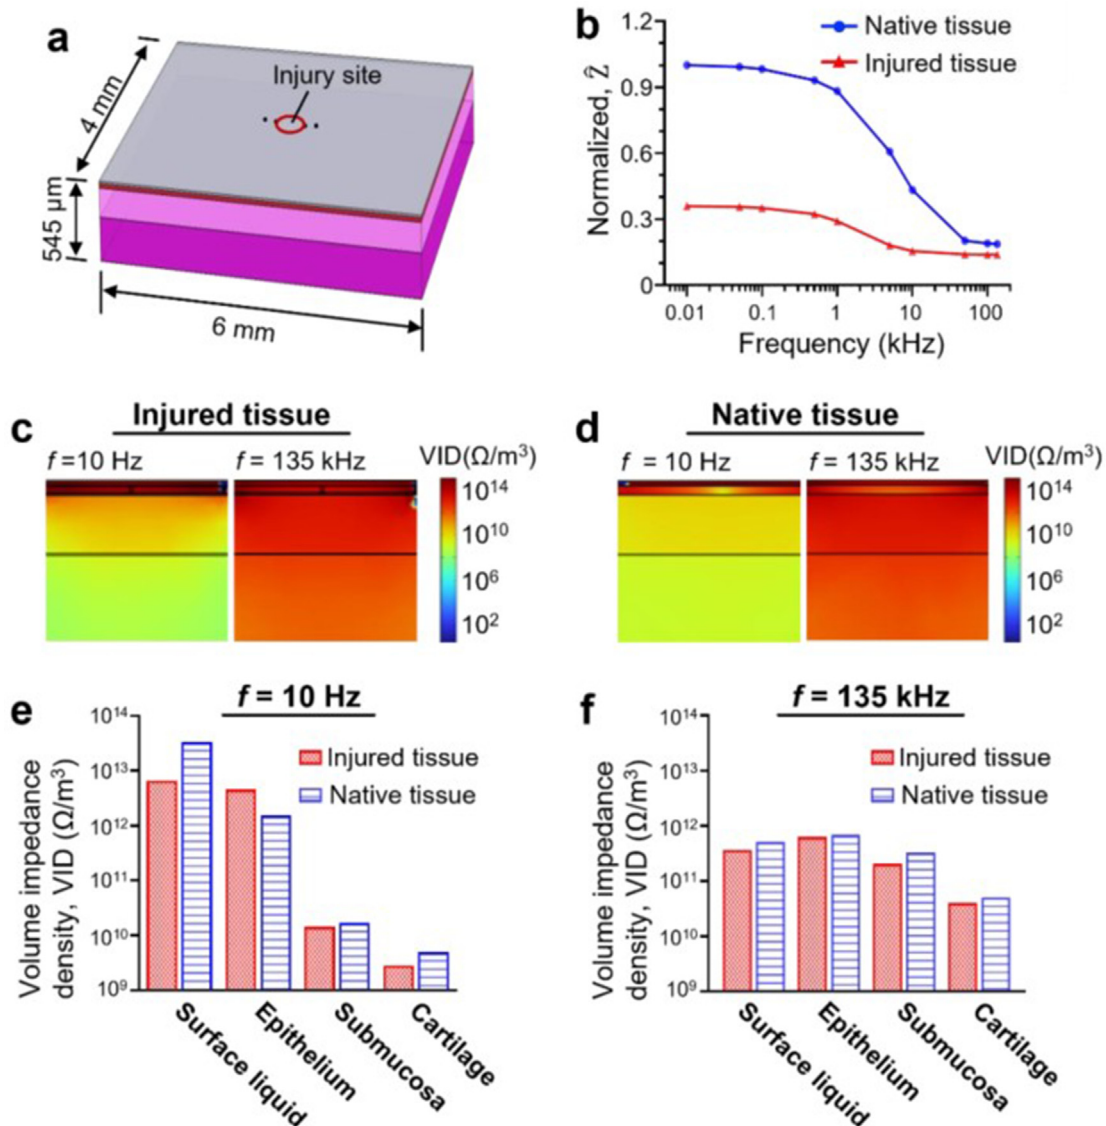 a
Injury site
4 mm
545 µm
6 mm
b
Native tissue
Injured tissue
Normalized, Ẑ
1.2
0.9
0.6
0.3
0
0.01 0.1 1 10 100
Frequency (kHz)
c
Injured tissue
f =10 Hz
f = 135 kHz
VID(Ω/m³)
10¹⁴
10¹⁰
10⁶
10²
d
Native tissue
f = 10 Hz
f = 135 kHz
VID(Ω/m³)
10¹⁴
10¹⁰
10⁶
10²
e
f = 10 Hz
Volume impedance
density, VID (Ω/m³)
10¹⁴
10¹³
10¹²
10¹¹
10¹⁰
10⁹
Injured tissue
Native tissue
Surface liquid
Epithelium
Submucosa
Cartilage
f
f = 135 kHz
Volume impedance
density, VID (Ω/m³)
10¹⁴
10¹³
10¹²
10¹¹
10¹⁰
10⁹
Injured tissue
Native tissue
Surface liquid
Epithelium
Submucosa
Cartilage